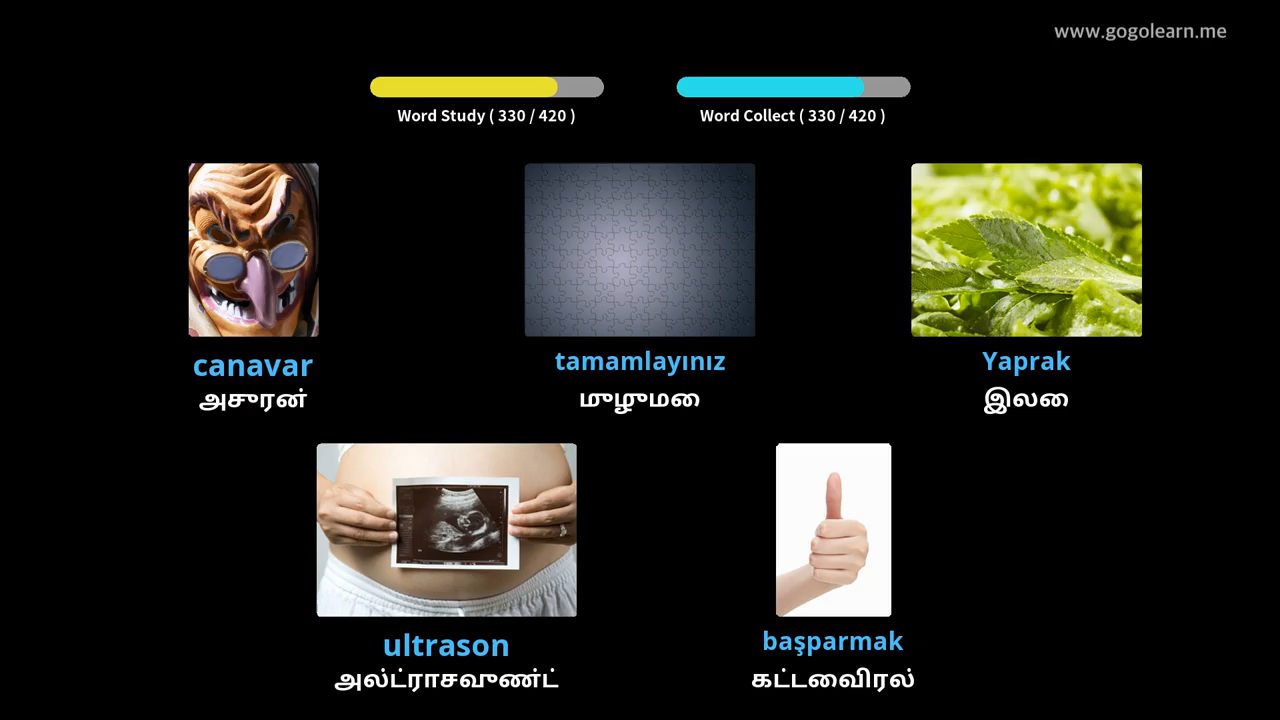 www.gogolearn.me
Word Study ( 330 / 420 )
Word Collect ( 330 / 420 )
canavar
அசுரன்
tamamlayınız
முழுமை
Yaprak
இலை
ultrason
அல்ட்ராசவுண்ட்
başparmak
கட்டைவிரல்